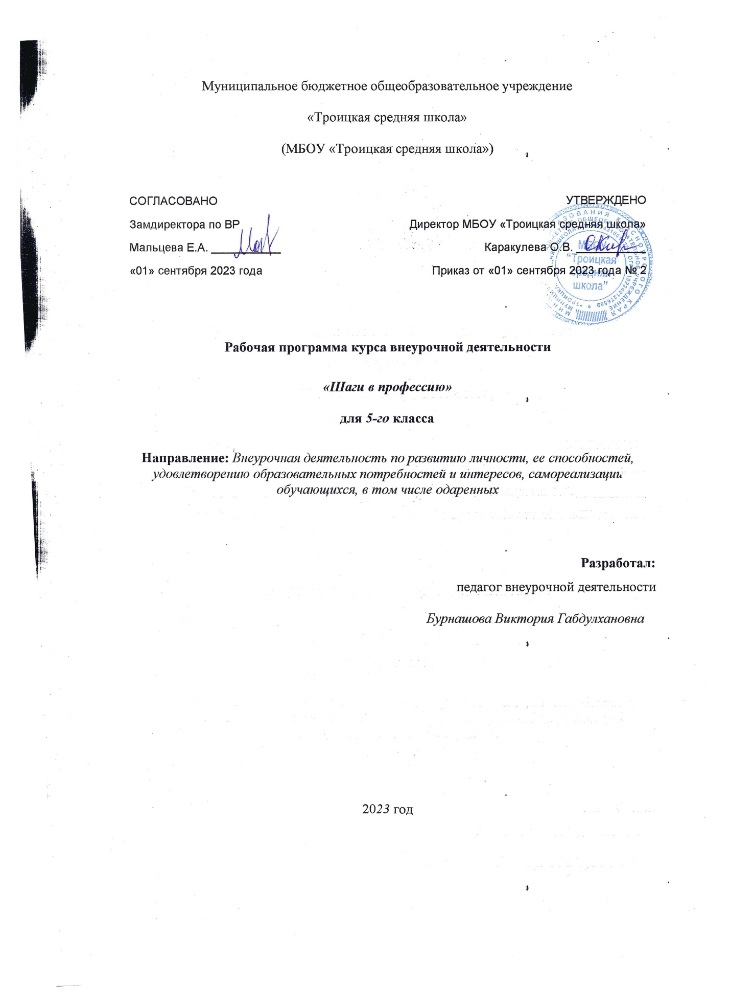 Муниципальное бюджетное общеобразовательное учреждение
«Троицкая средняя школа»
(МБОУ «Троицкая средняя школа»)
СОГЛАСОВАНО
Замдиректора по ВР
Мальцева Е.А.
«01» сентября 2023 года
УТВЕРЖДЕНО
Директор МБОУ «Троицкая средняя школа»
Каракулева О.В.
Приказ от «01» сентября 2023 года № 2
МБОУ
“Троицкая
средняя
школа”
Рабочая программа курса внеурочной деятельности
«Шаги в профессию»
для 5-го класса
Направление: Внеурочная деятельность по развитию личности, ее способностей,
удовлетворению образовательных потребностей и интересов, самореализации
обучающихся, в том числе одаренных
Разработал:
педагог внеурочной деятельности
Бурнашова Виктория Габдулхановна
2023 год